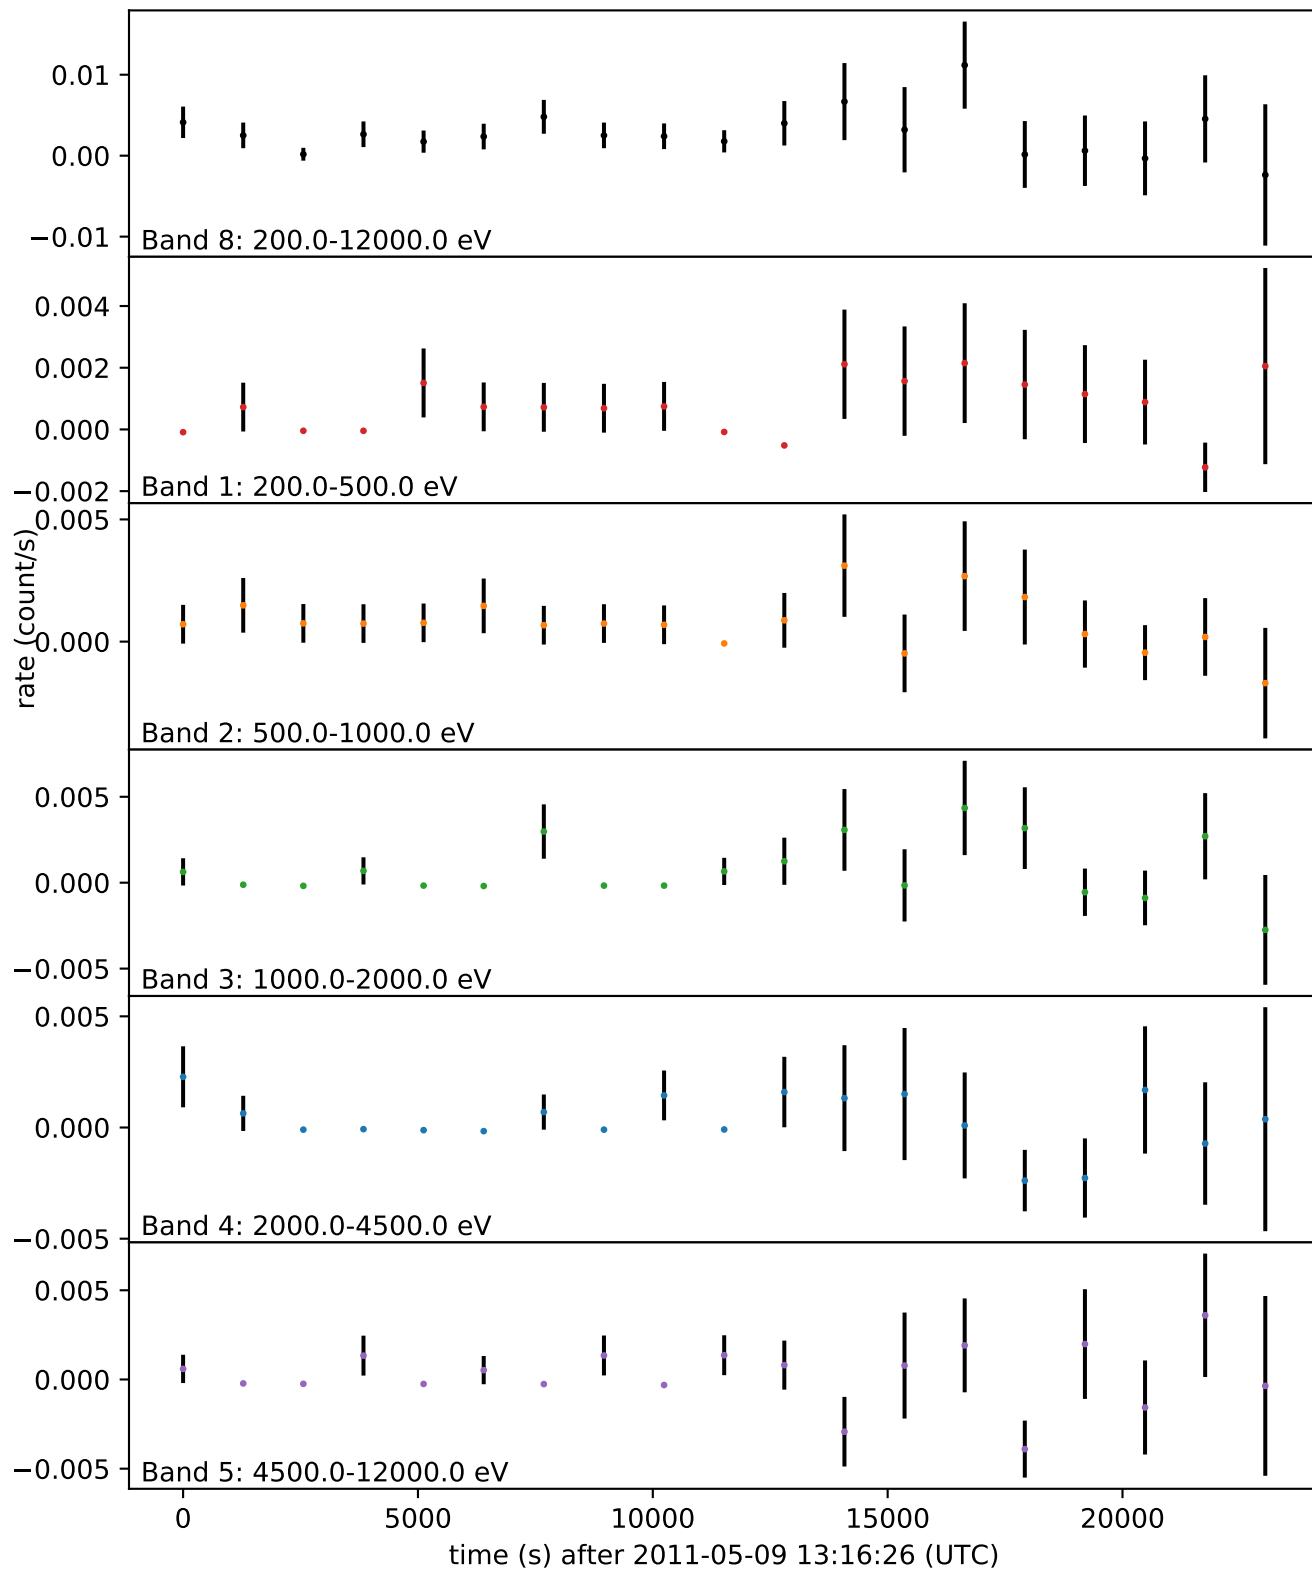 0.01
0.00
−0.01
Band 8: 200.0-12000.0 eV
0.004
0.002
0.000
−0.002
Band 1: 200.0-500.0 eV
0.005
0.000
Band 2: 500.0-1000.0 eV
rate (count/s)
0.005
0.000
−0.005
Band 3: 1000.0-2000.0 eV
0.005
0.000
−0.005
Band 4: 2000.0-4500.0 eV
0.005
0.000
−0.005
Band 5: 4500.0-12000.0 eV
0 5000 10000 15000 20000
time (s) after 2011-05-09 13:16:26 (UTC)